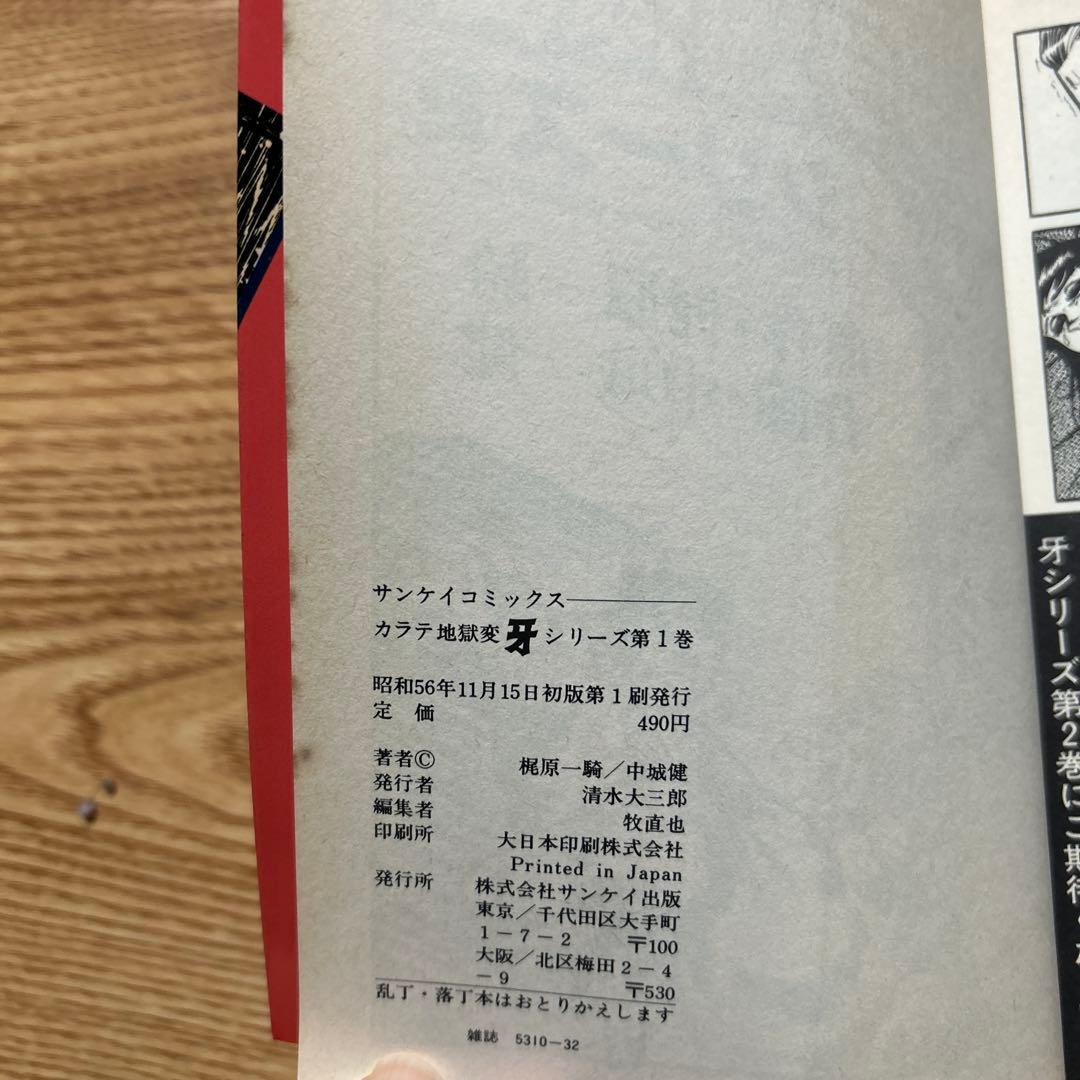 サンケイコミックス
カラテ地獄変牙シリーズ第1巻
昭和56年11月15日初版第1刷発行
定価 490円
著者© 梶原一騎／中城健
発行者 清水大三郎
編集者 牧直也
印刷所 大日本印刷株式会社
Printed in Japan
発行所 株式会社サンケイ出版
東京／千代田区大手町
1－7－2 〒100
大阪／北区梅田2－4
－9 〒530
乱丁・落丁本はおとりかえします
雑誌 5310－32
牙シリーズ第2巻にご期待